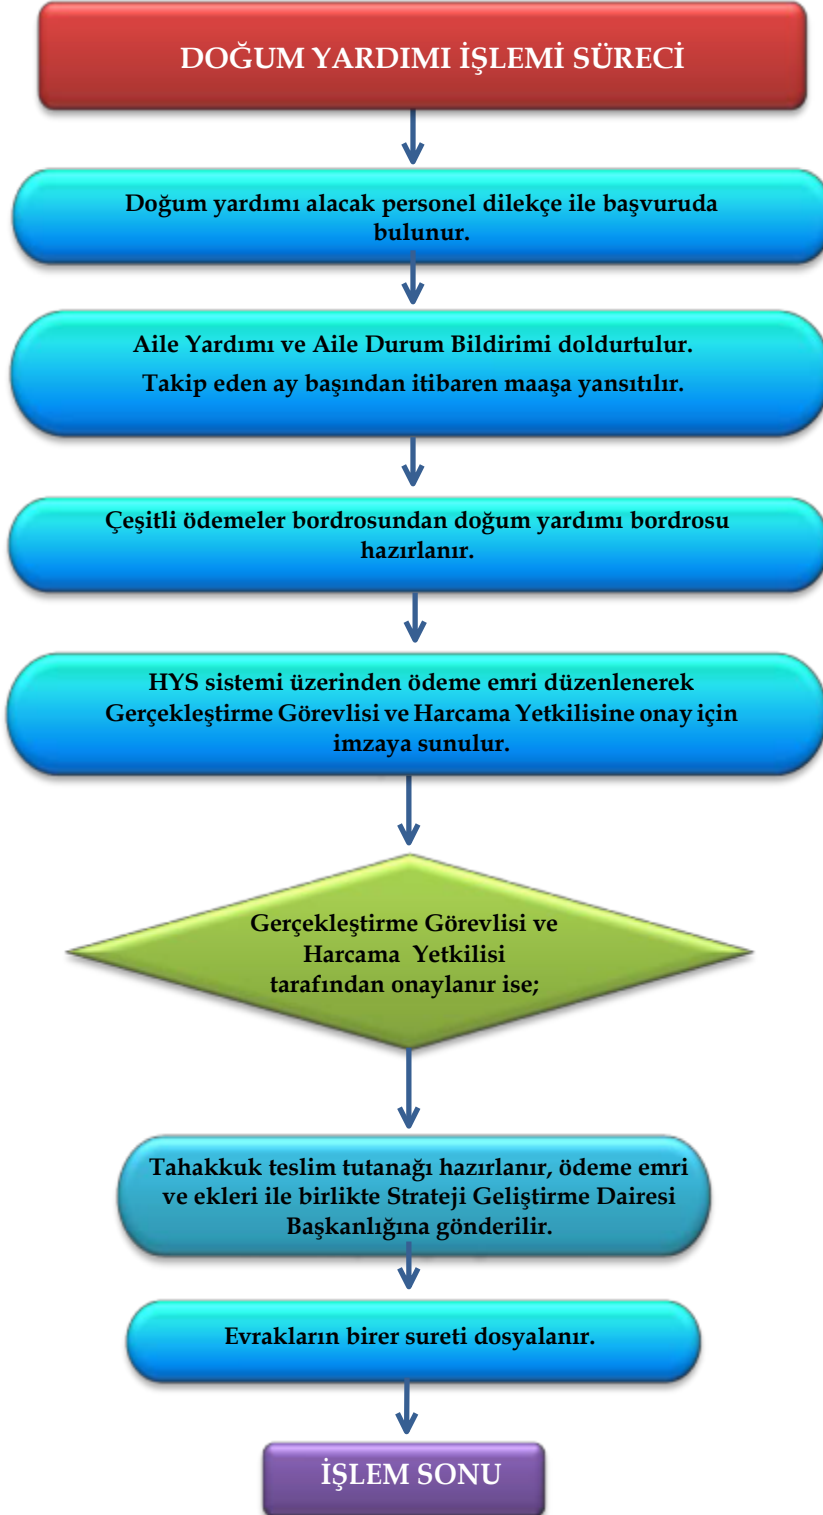 DOĞUM YARDIMI İŞLEMİ SÜRECİ
Doğum yardımı alacak personel dilekçe ile başvuruda
bulunur.
Aile Yardımı ve Aile Durum Bildirimi doldurtulur.
Takip eden ay başından itibaren maaşa yansıtılır.
Çeşitli ödemeler bordrosundan doğum yardımı bordrosu
hazırlanır.
HYS sistemi üzerinden ödeme emri düzenlenerek
Gerçekleştirme Görevlisi ve Harcama Yetkilisine onay için
imzaya sunulur.
Gerçekleştirme Görevlisi ve
Harcama Yetkilisi
tarafından onaylanır ise;
Tahakkuk teslim tutanağı hazırlanır, ödeme emri
ve ekleri ile birlikte Strateji Geliştirme Dairesi
Başkanlığına gönderilir.
Evrakların birer sureti dosyalanır.
İŞLEM SONU